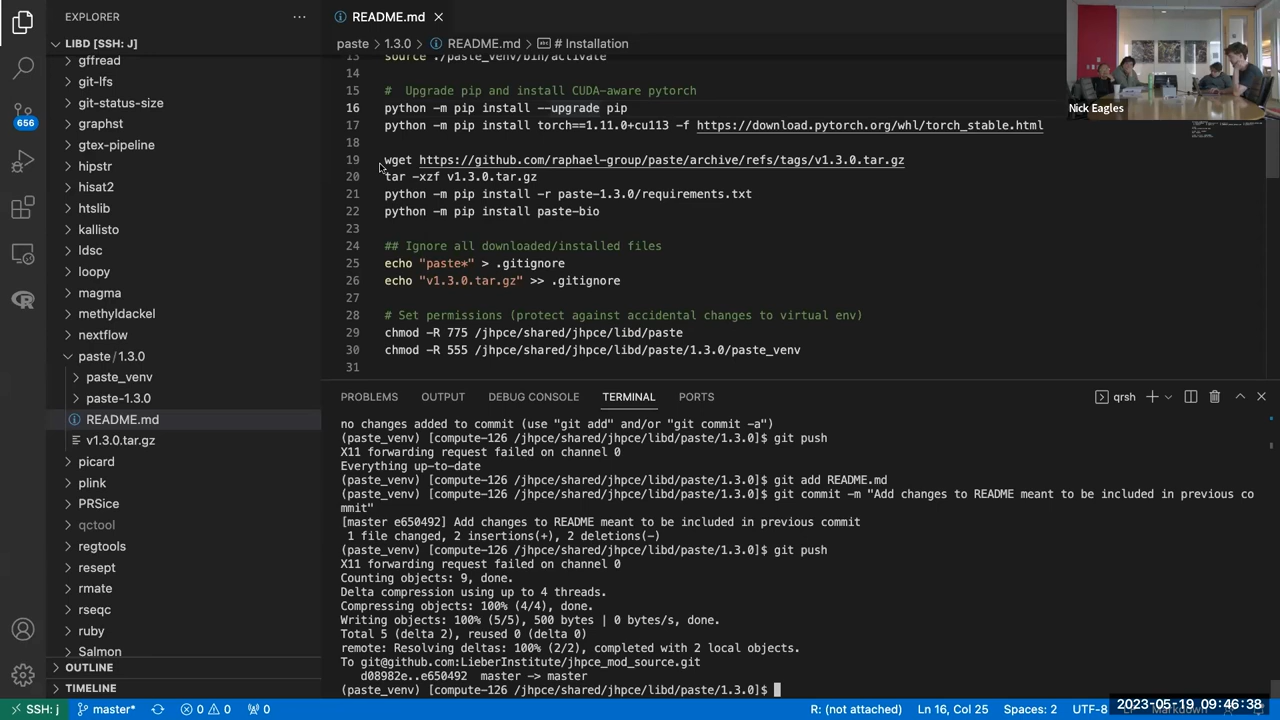 EXPLORER
LIBD [SSH: J]
gffread
git-lfs
git-status-size
graphst
gtex-pipeline
hipstr
hisat2
htslib
kallisto
ldsc
loopy
magma
methyldackel
nextflow
paste / 1.3.0
paste_venv
paste-1.3.0
README.md
v1.3.0.tar.gz
picard
plink
PRSice
qctool
regtools
resept
rmate
rseqc
ruby
Salmon
OUTLINE
TIMELINE
656
README.md
paste > 1.3.0 > README.md > # Installation
13 source ./paste_venv/bin/activate
14
15 #  Upgrade pip and install CUDA-aware pytorch
16 python -m pip install --upgrade pip
17 python -m pip install torch==1.11.0+cu113 -f https://download.pytorch.org/whl/torch_stable.html
18
19 wget https://github.com/raphael-group/paste/archive/refs/tags/v1.3.0.tar.gz
20 tar -xzf v1.3.0.tar.gz
21 python -m pip install -r paste-1.3.0/requirements.txt
22 python -m pip install paste-bio
23
24 ## Ignore all downloaded/installed files
25 echo "paste*" > .gitignore
26 echo "v1.3.0.tar.gz" >> .gitignore
27
28 # Set permissions (protect against accidental changes to virtual env)
29 chmod -R 775 /jhpce/shared/jhpce/libd/paste
30 chmod -R 555 /jhpce/shared/jhpce/libd/paste/1.3.0/paste_venv
31
Nick Eagles
PROBLEMS OUTPUT DEBUG CONSOLE TERMINAL PORTS
qrsh
no changes added to commit (use "git add" and/or "git commit -a")
(paste_venv) [compute-126 /jhpce/shared/jhpce/libd/paste/1.3.0]$ git push
X11 forwarding request failed on channel 0
Everything up-to-date
(paste_venv) [compute-126 /jhpce/shared/jhpce/libd/paste/1.3.0]$ git add README.md
(paste_venv) [compute-126 /jhpce/shared/jhpce/libd/paste/1.3.0]$ git commit -m "Add changes to README meant to be included in previous co
mmit"
[master e650492] Add changes to README meant to be included in previous commit
 1 file changed, 2 insertions(+), 2 deletions(-)
(paste_venv) [compute-126 /jhpce/shared/jhpce/libd/paste/1.3.0]$ git push
X11 forwarding request failed on channel 0
Counting objects: 9, done.
Delta compression using up to 4 threads.
Compressing objects: 100% (4/4), done.
Writing objects: 100% (5/5), 500 bytes | 0 bytes/s, done.
Total 5 (delta 2), reused 0 (delta 0)
remote: Resolving deltas: 100% (2/2), completed with 2 local objects.
To git@github.com:LieberInstitute/jhpce_mod_source.git
   d08982e..e650492  master -> master
(paste_venv) [compute-126 /jhpce/shared/jhpce/libd/paste/1.3.0]$
SSH: j master* 0 0 0 R: (not attached) Ln 16, Col 25 Spaces: 2 UTF-8 Markdown
2023-05-19, 09:46:38